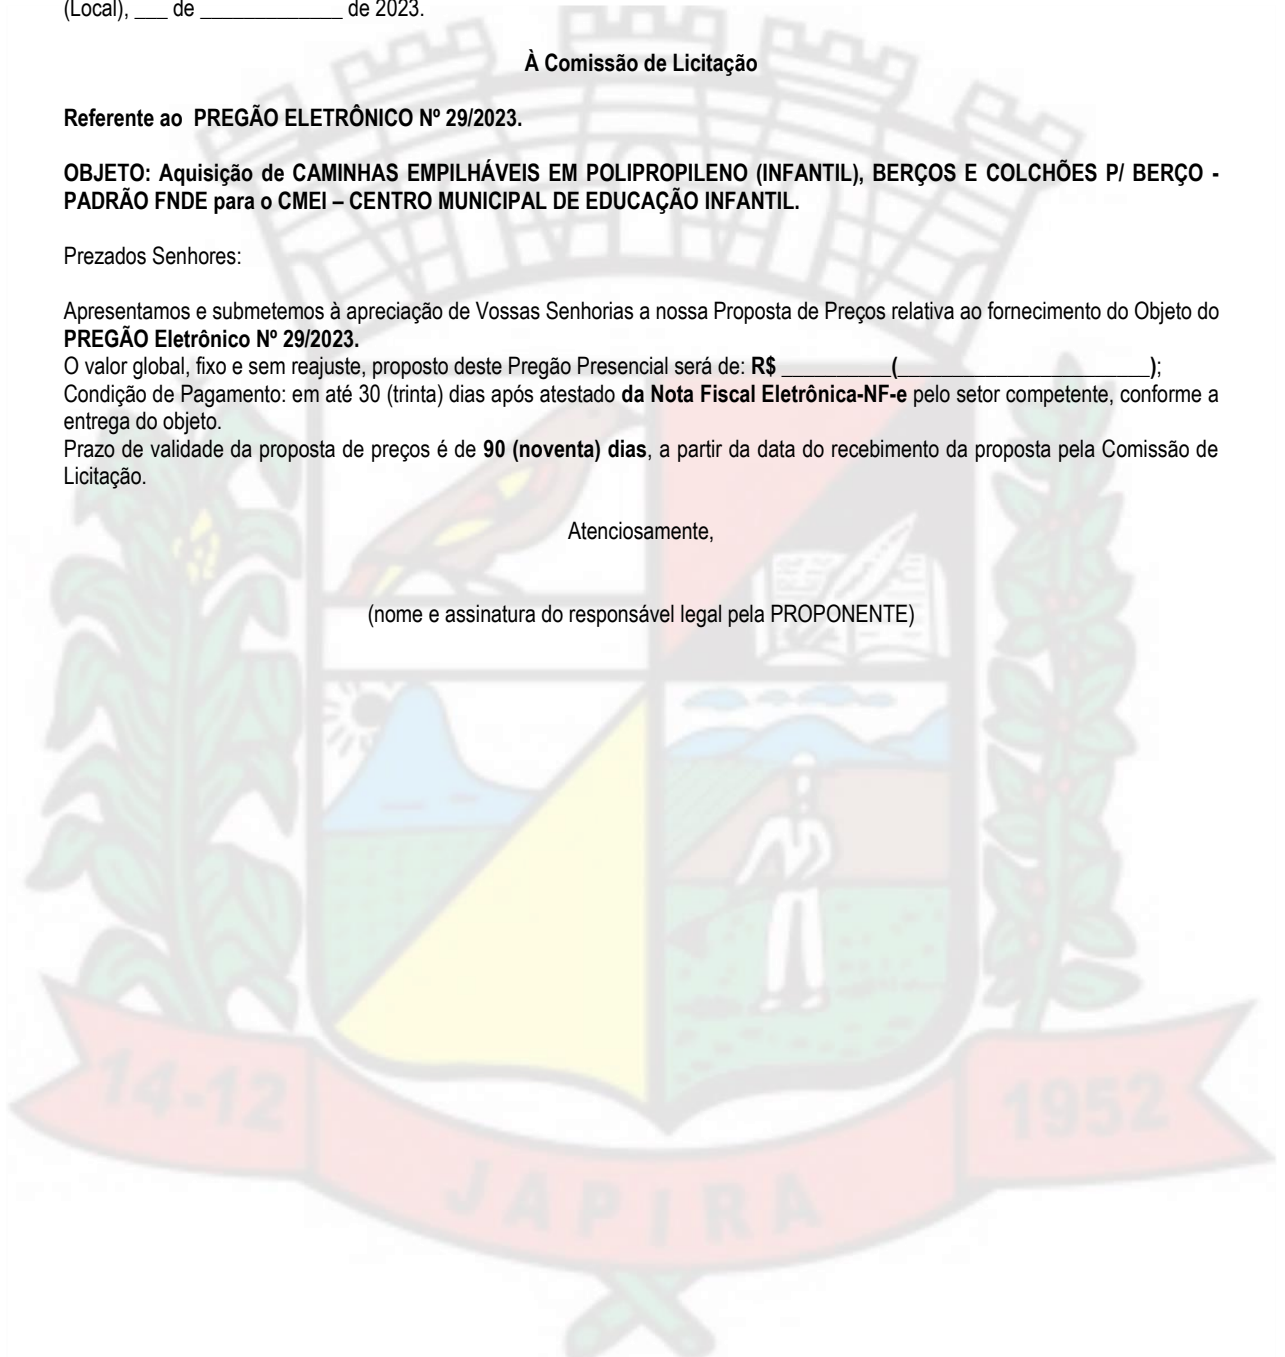 (Local), ___ de _____________ de 2023.
À Comissão de Licitação
Referente ao PREGÃO ELETRÔNICO Nº 29/2023.
OBJETO: Aquisição de CAMINHAS EMPILHÁVEIS EM POLIPROPILENO (INFANTIL), BERÇOS E COLCHÕES P/ BERÇO -
PADRÃO FNDE para o CMEI – CENTRO MUNICIPAL DE EDUCAÇÃO INFANTIL.
Prezados Senhores:
Apresentamos e submetemos à apreciação de Vossas Senhorias a nossa Proposta de Preços relativa ao fornecimento do Objeto do
PREGÃO Eletrônico Nº 29/2023.
O valor global, fixo e sem reajuste, proposto deste Pregão Presencial será de: R$ __________(_______________________);
Condição de Pagamento: em até 30 (trinta) dias após atestado da Nota Fiscal Eletrônica-NF-e pelo setor competente, conforme a
entrega do objeto.
Prazo de validade da proposta de preços é de 90 (noventa) dias, a partir da data do recebimento da proposta pela Comissão de
Licitação.
Atenciosamente,
(nome e assinatura do responsável legal pela PROPONENTE)
14-12
1952
JAPIRA